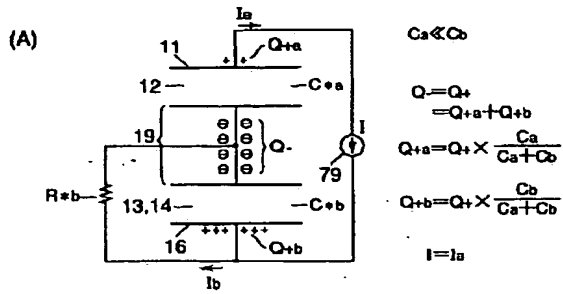 (A)
Ia
11
Q+a
+ +
12
C*a
19
⊖ ⊖
⊖ ⊖
⊖ ⊖
⊖ ⊖
Q-
I
79
R*b
13,14
C*b
16
+++ +++
Q+b
Ib
Ca≪Cb
Q-=Q+
=Q+a+Q+b
Q+a=Q+× Ca/Ca+Cb
Q+b=Q+× Cb/Ca+Cb
I=Ia